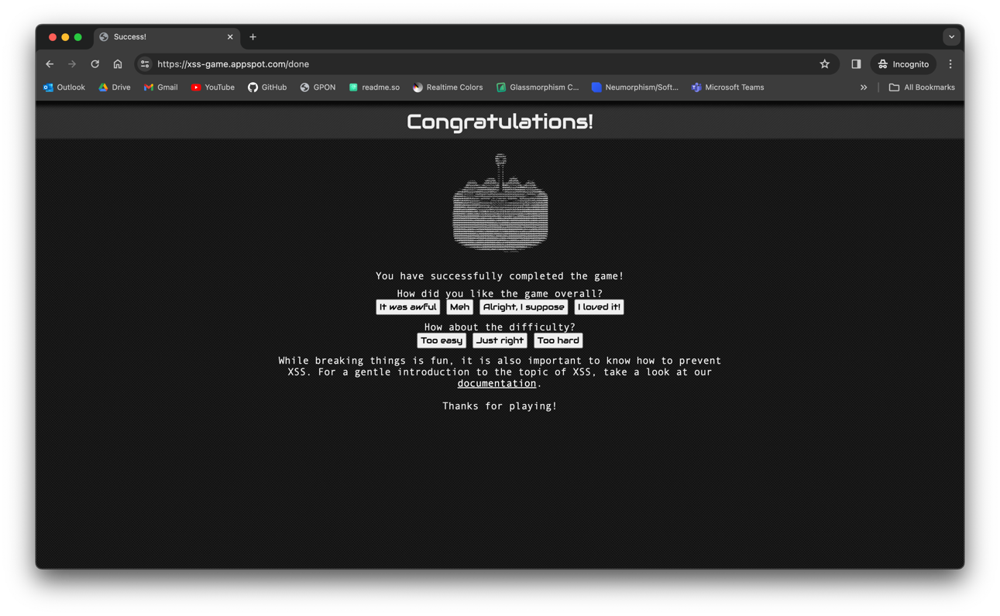 Success!
https://xss-game.appspot.com/done
Incognito
Outlook Drive Gmail YouTube GitHub GPON readme.so Realtime Colors Glassmorphism C... Neumorphism/Soft... Microsoft Teams » All Bookmarks
Congratulations!
You have successfully completed the game!
How did you like the game overall?
It was awful Meh Alright, I suppose I loved it!
How about the difficulty?
Too easy Just right Too hard
While breaking things is fun, it is also important to know how to prevent
XSS. For a gentle introduction to the topic of XSS, take a look at our
documentation.
Thanks for playing!